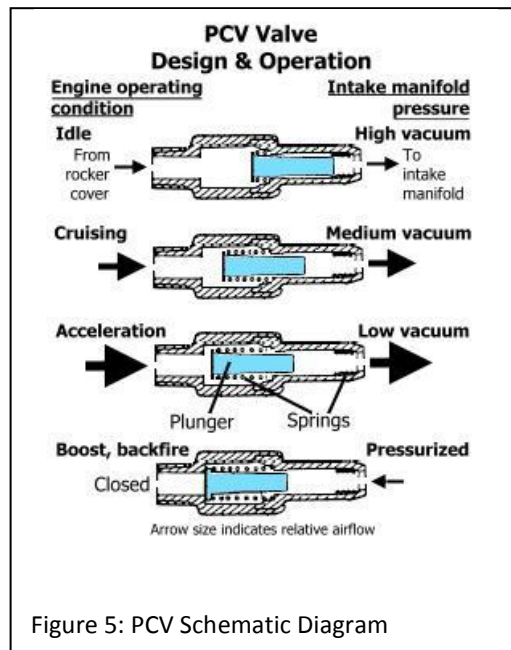 PCV Valve
Design & Operation
Engine operating
condition
Intake manifold
pressure
Idle
High vacuum
From
rocker
cover
To
intake
manifold
Cruising
Medium vacuum
Acceleration
Low vacuum
Plunger
Springs
Boost, backfire
Pressurized
Closed
Arrow size indicates relative airflow
Figure 5: PCV Schematic Diagram